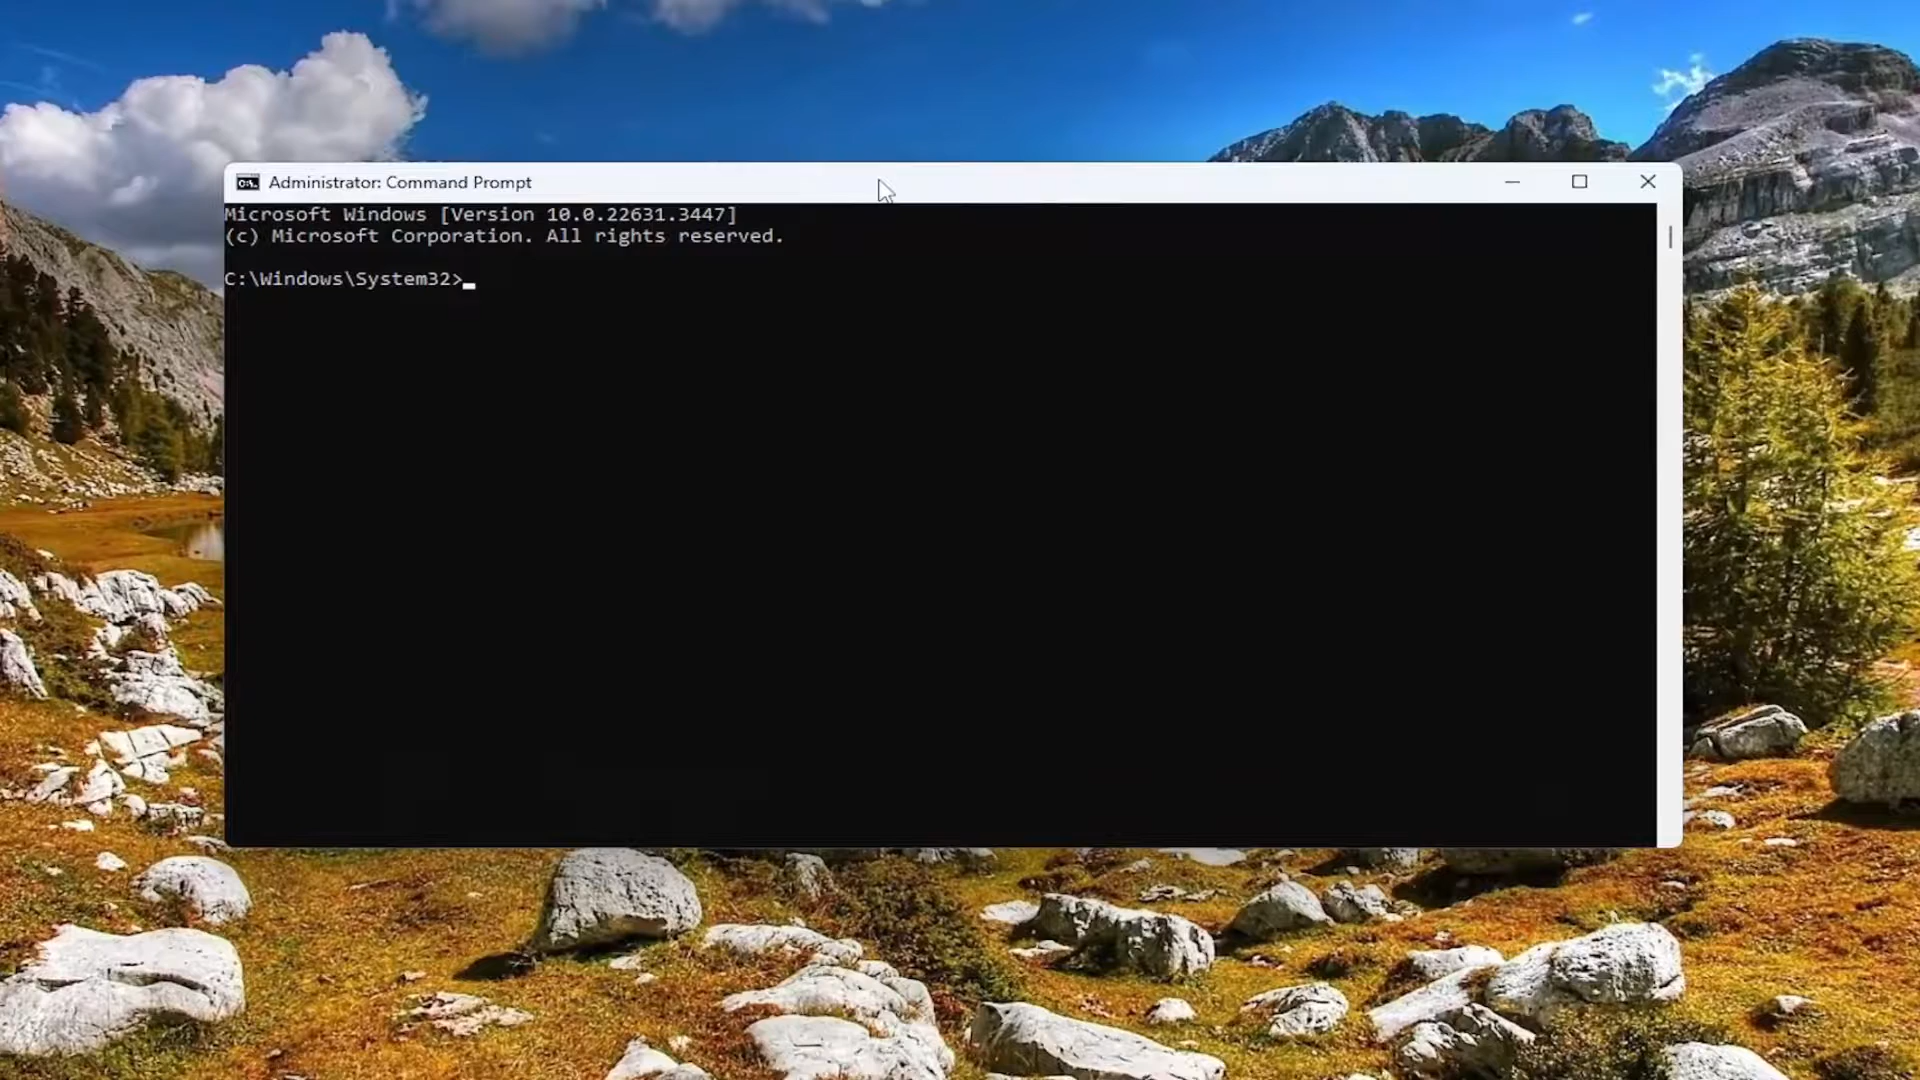 Administrator: Command Prompt
Microsoft Windows [Version 10.0.22631.3447]
(c) Microsoft Corporation. All rights reserved.
C:\Windows\System32>